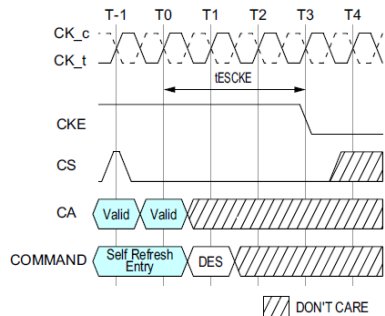 T-1 T0 T1 T2 T3 T4
CK_c
CK_t
tESCKE
CKE
CS
CA Valid Valid
COMMAND Self Refresh Entry DES
DON'T CARE